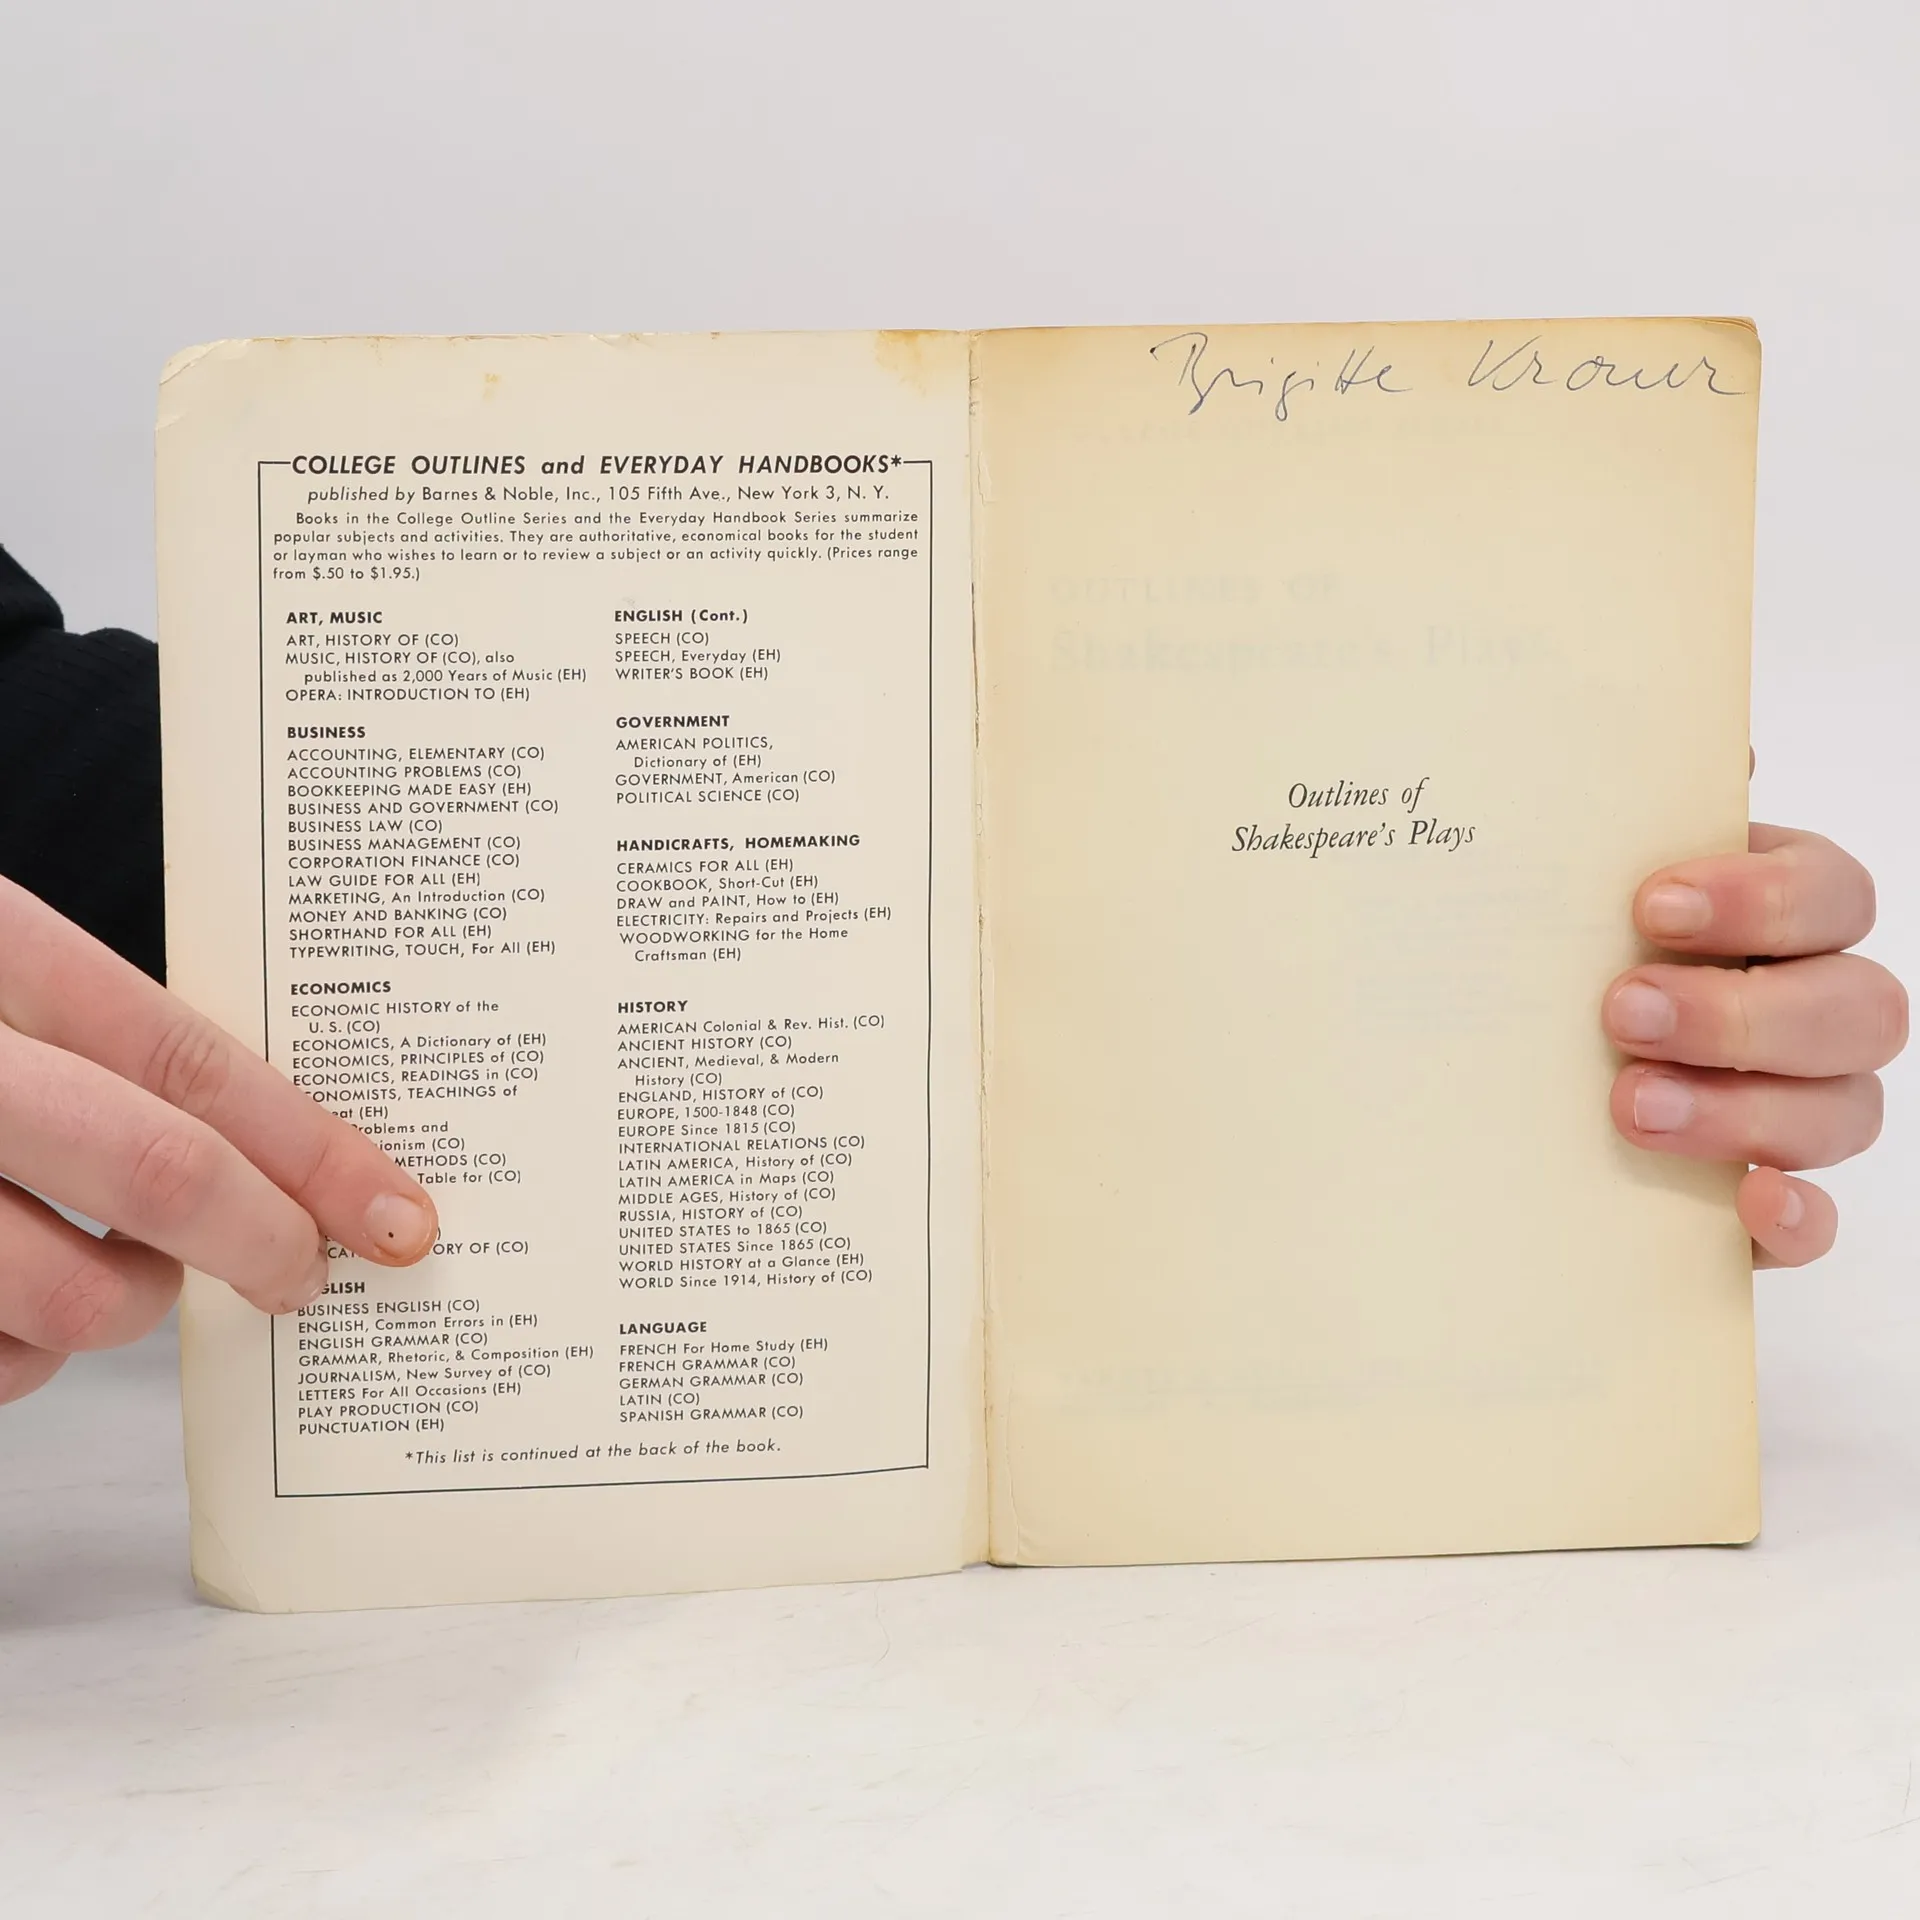 COLLEGE OUTLINES and EVERYDAY HANDBOOKS*
published by Barnes & Noble, Inc., 105 Fifth Ave., New York 3, N. Y.
Books in the College Outline Series and the Everyday Handbook Series summarize
popular subjects and activities. They are authoritative, economical books for the student
or layman who wishes to learn or to review a subject or an activity quickly. (Prices range
from $.50 to $1.95.)
ART, MUSIC
ART, HISTORY OF (CO)
MUSIC, HISTORY OF (CO), also
published as 2,000 Years of Music (EH)
OPERA: INTRODUCTION TO (EH)
BUSINESS
ACCOUNTING, ELEMENTARY (CO)
ACCOUNTING PROBLEMS (CO)
BOOKKEEPING MADE EASY (EH)
BUSINESS AND GOVERNMENT (CO)
BUSINESS LAW (CO)
BUSINESS MANAGEMENT (CO)
CORPORATION FINANCE (CO)
LAW GUIDE FOR ALL (EH)
MARKETING, An Introduction (CO)
MONEY AND BANKING (CO)
SHORTHAND FOR ALL (EH)
TYPEWRITING, TOUCH, For All (EH)
ECONOMICS
ECONOMIC HISTORY of the
U. S. (CO)
ECONOMICS, A Dictionary of (EH)
ECONOMICS, PRINCIPLES of (CO)
ECONOMICS, READINGS in (CO)
TEACHINGS of
(EH)
and
(CO)
METHODS (CO)
Table for (CO)
OF (CO)
BUSINESS ENGLISH (CO)
ENGLISH, Common Errors in (EH)
ENGLISH GRAMMAR (CO)
GRAMMAR, Rhetoric, & Composition (EH)
JOURNALISM, New Survey of (CO)
LETTERS For All Occasions (EH)
PLAY PRODUCTION (CO)
PUNCTUATION (EH)
ENGLISH (Cont.)
SPEECH (CO)
SPEECH, Everyday (EH)
WRITER'S BOOK (EH)
GOVERNMENT
AMERICAN POLITICS,
Dictionary of (EH)
GOVERNMENT, American (CO)
POLITICAL SCIENCE (CO)
HANDICRAFTS, HOMEMAKING
CERAMICS FOR ALL (EH)
COOKBOOK, Short-Cut (EH)
DRAW and PAINT, How to (EH)
ELECTRICITY: Repairs and Projects (EH)
WOODWORKING for the Home
Craftsman (EH)
HISTORY
AMERICAN Colonial & Rev. Hist. (CO)
ANCIENT HISTORY (CO)
ANCIENT, Medieval, & Modern
History (CO)
ENGLAND, HISTORY of (CO)
EUROPE, 1500-1848 (CO)
EUROPE Since 1815 (CO)
INTERNATIONAL RELATIONS (CO)
LATIN AMERICA, History of (CO)
LATIN AMERICA in Maps (CO)
MIDDLE AGES, History of (CO)
RUSSIA, HISTORY of (CO)
UNITED STATES to 1865 (CO)
UNITED STATES Since 1865 (CO)
WORLD HISTORY at a Glance (EH)
WORLD Since 1914, History of (CO)
LANGUAGE
FRENCH For Home Study (EH)
FRENCH GRAMMAR (CO)
GERMAN GRAMMAR (CO)
LATIN (CO)
SPANISH GRAMMAR (CO)
*This list is continued at the back of the book.
Brigitte
Outlines of
Shakespeare's Plays